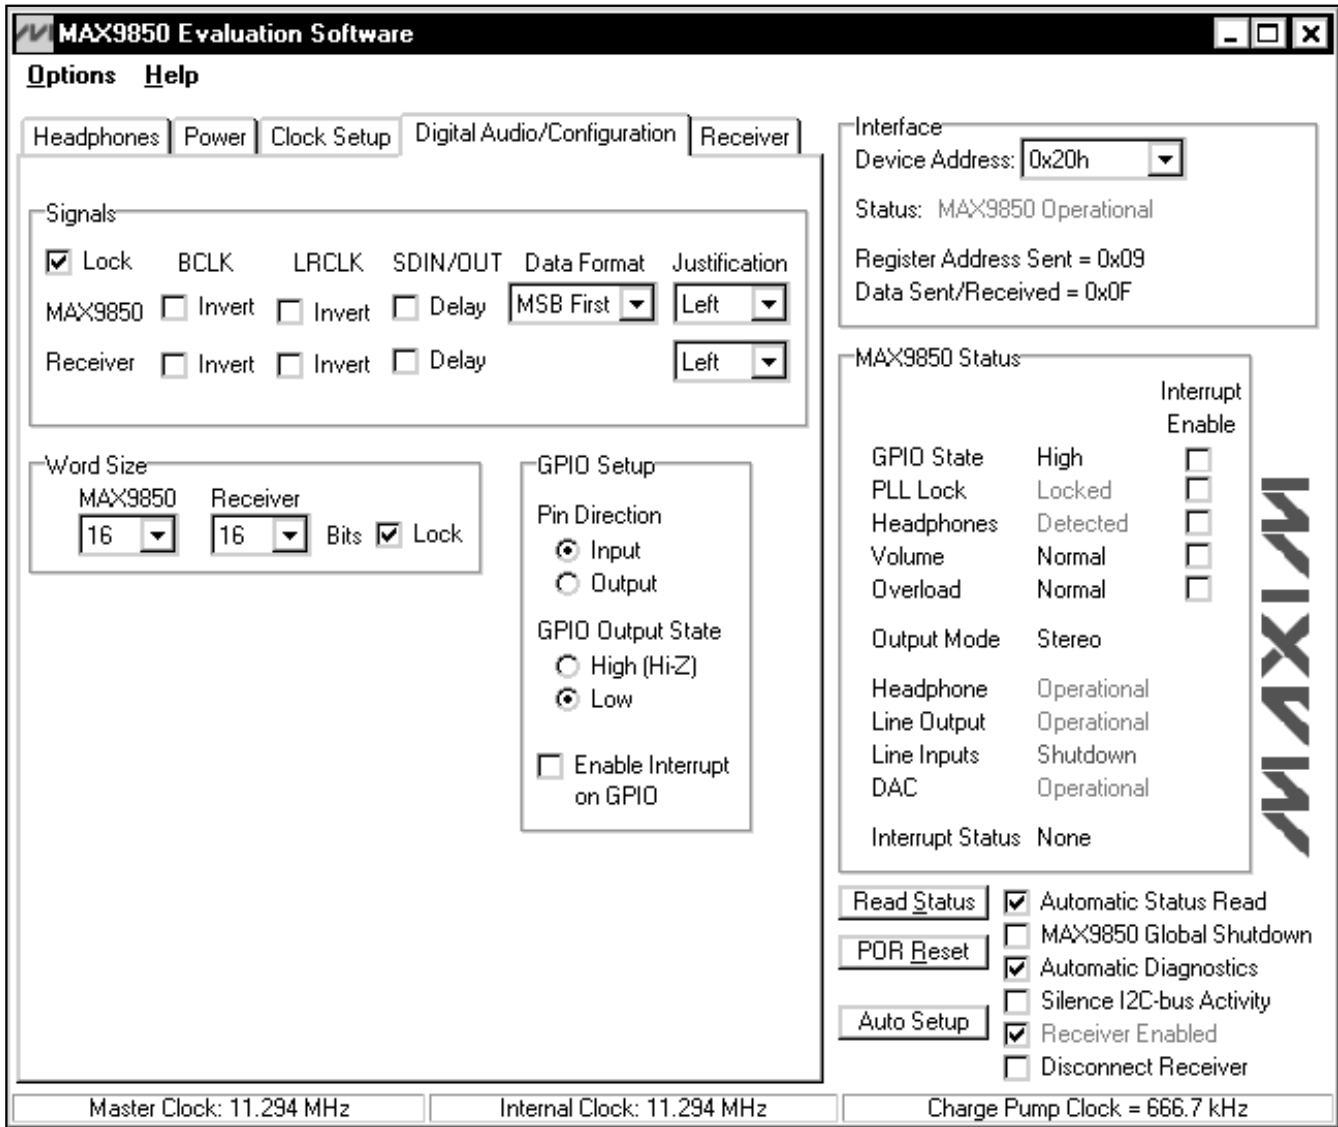 MAX9850 Evaluation Software
Options Help
Headphones Power Clock Setup Digital Audio/Configuration Receiver
Signals
Lock BCLK LRCLK SDIN/OUT Data Format Justification
MAX9850 Invert Invert Delay MSB First Left
Receiver Invert Invert Delay Left
Word Size
MAX9850 Receiver
16 16 Bits Lock
GPIO Setup
Pin Direction
Input
Output
GPIO Output State
High (Hi-Z)
Low
Enable Interrupt
on GPIO
Interface
Device Address: 0x20h
Status: MAX9850 Operational
Register Address Sent = 0x09
Data Sent/Received = 0x0F
MAX9850 Status
Interrupt
Enable
GPIO State High
PLL Lock Locked
Headphones Detected
Volume Normal
Overload Normal
Output Mode Stereo
Headphone Operational
Line Output Operational
Line Inputs Shutdown
DAC Operational
Interrupt Status None
MAXIM
Read Status Automatic Status Read
MAX9850 Global Shutdown
POR Reset
Automatic Diagnostics
Silence I2C-bus Activity
Auto Setup
Receiver Enabled
Disconnect Receiver
Master Clock: 11.294 MHz Internal Clock: 11.294 MHz Charge Pump Clock = 666.7 kHz